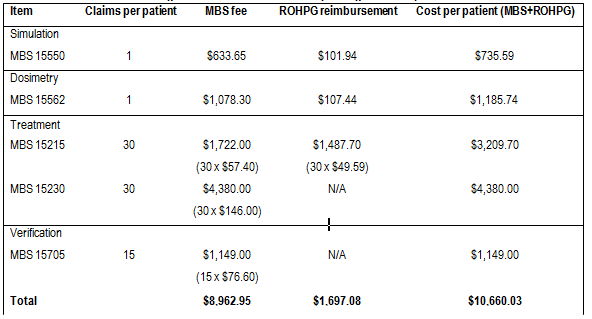 Item Claims per patient MBS fee ROHPG reimbursement Cost per patient (MBS+ROHPG)
Simulation
MBS 15550 1 $633.65 $101.94 $735.59
Dosimetry
MBS 15562 1 $1,078.30 $107.44 $1,185.74
Treatment
MBS 15215 30 $1,722.00 $1,487.70 $3,209.70
(30 x $57.40) (30 x $49.59)
MBS 15230 30 $4,380.00 N/A $4,380.00
(30 x $146.00)
Verification
MBS 15705 15 $1,149.00 N/A $1,149.00
(15 x $76.60)
Total $8,962.95 $1,697.08 $10,660.03